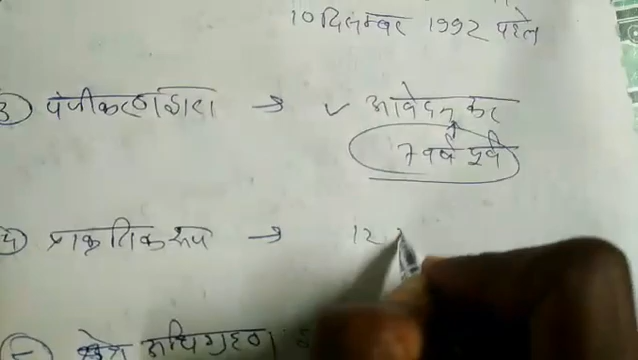 10 दिसम्बर 1992 पहले
3 पंजीकरण द्वारा → ✓ आवेदन कर
7 वर्ष पूर्व
4 प्राकृतिक रूप → 12
5 क्षेत्र अधिग्रहण